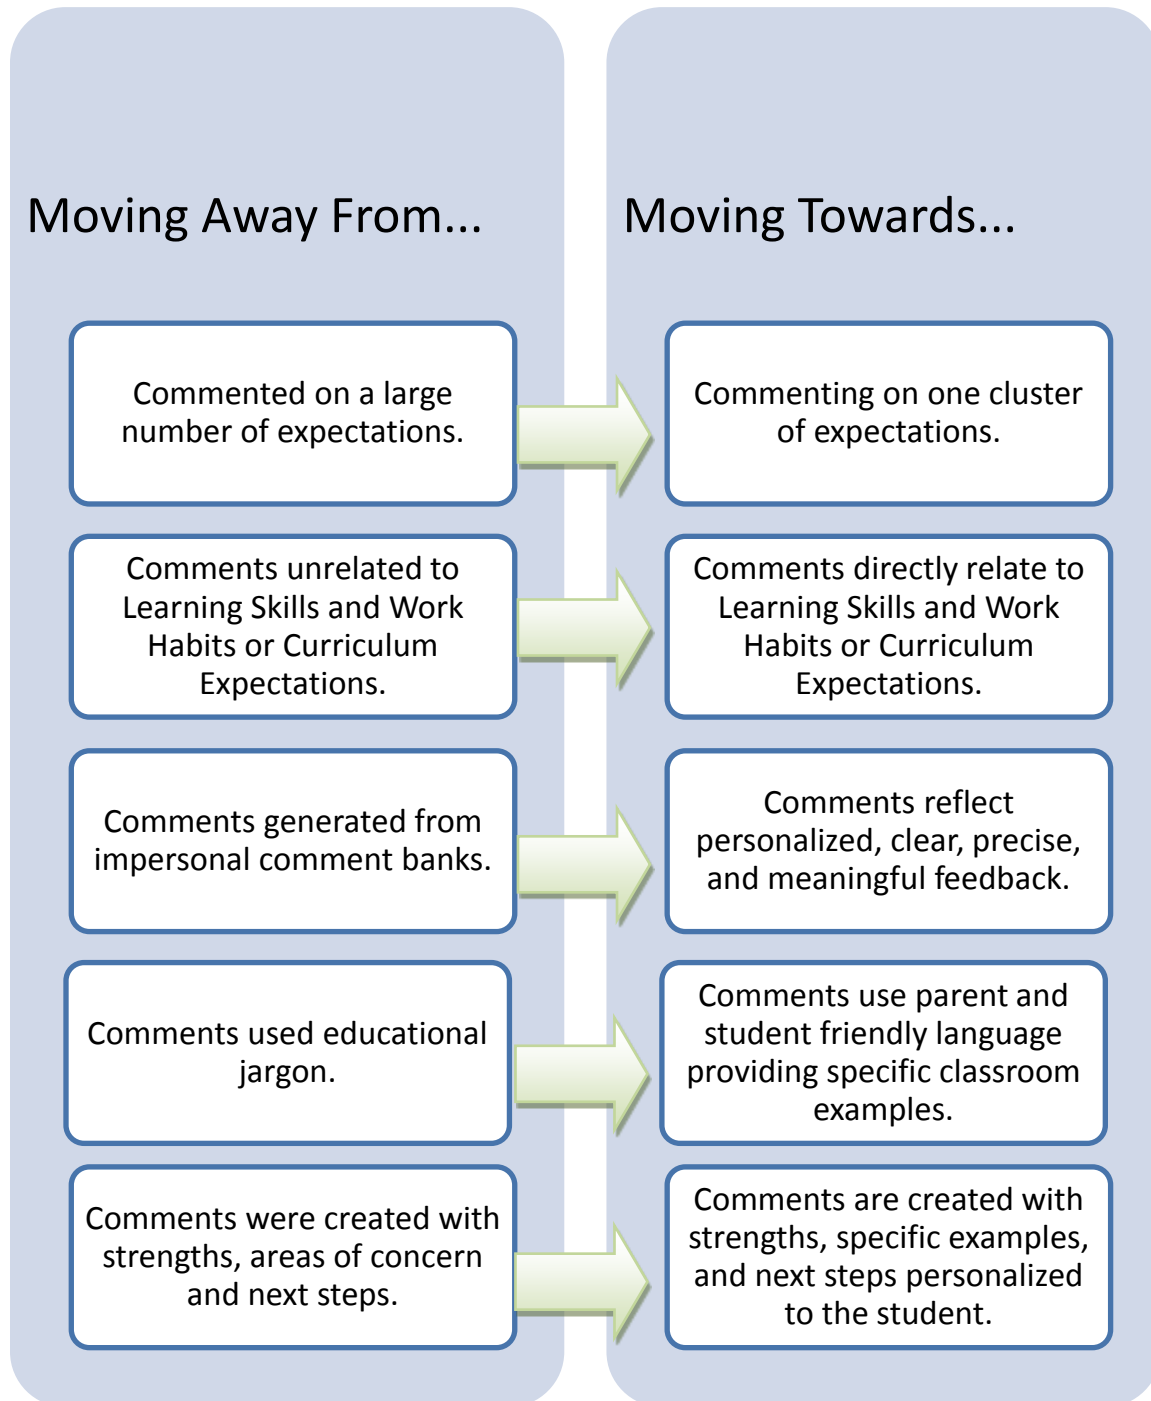 Moving Away From...
Commented on a large
number of expectations.
Comments unrelated to
Learning Skills and Work
Habits or Curriculum
Expectations.
Comments generated from
impersonal comment banks.
Comments used educational
jargon.
Comments were created with
strengths, areas of concern
and next steps.
Moving Towards...
Commenting on one cluster
of expectations.
Comments directly relate to
Learning Skills and Work
Habits or Curriculum
Expectations.
Comments reflect
personalized, clear, precise,
and meaningful feedback.
Comments use parent and
student friendly language
providing specific classroom
examples.
Comments are created with
strengths, specific examples,
and next steps personalized
to the student.